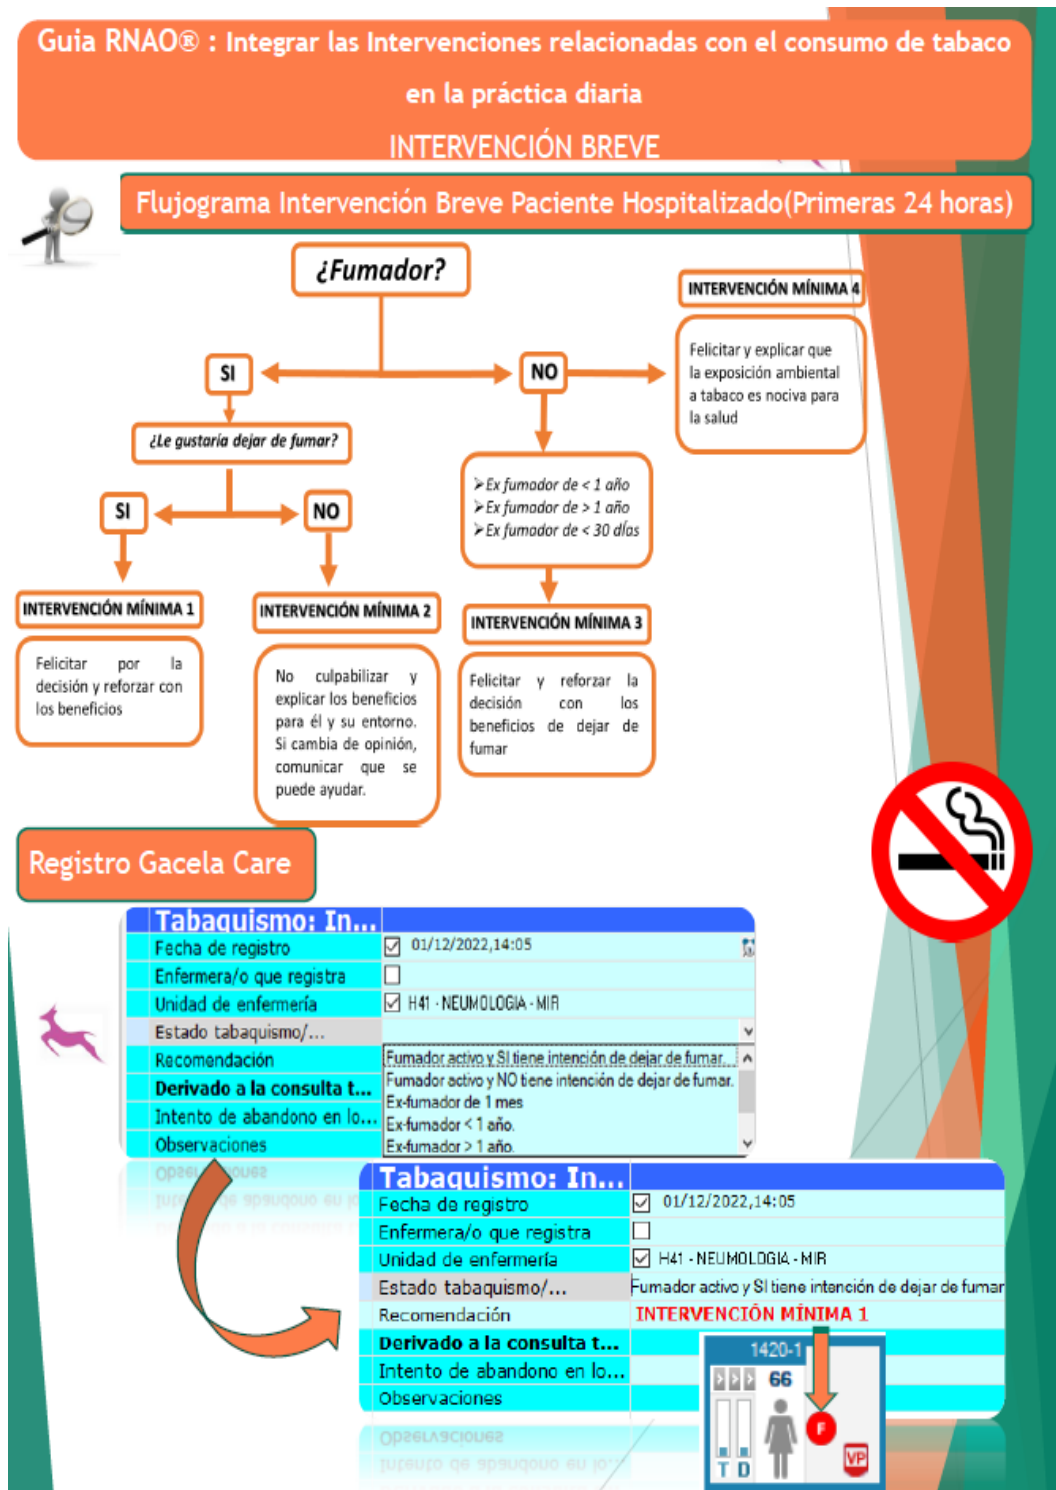 Guia RNAO® : Integrar las Intervenciones relacionadas con el consumo de tabaco
en la práctica diaria
INTERVENCIÓN BREVE
Flujograma Intervención Breve Paciente Hospitalizado(Primeras 24 horas)
¿Fumador?
INTERVENCIÓN MÍNIMA 4
Felicitar y explicar que
la exposición ambiental
a tabaco es nociva para
la salud
SI
NO
¿Le gustaría dejar de fumar?
➢Ex fumador de < 1 año
➢Ex fumador de > 1 año
➢Ex fumador de < 30 días
SI
NO
INTERVENCIÓN MÍNIMA 1
Felicitar por la
decisión y reforzar con
los beneficios
INTERVENCIÓN MÍNIMA 2
No culpabilizar y
explicar los beneficios
para él y su entorno.
Si cambia de opinión,
comunicar que se
puede ayudar.
INTERVENCIÓN MÍNIMA 3
Felicitar y reforzar la
decisión con los
beneficios de dejar de
fumar
Registro Gacela Care
Tabaquismo: In...
Fecha de registro 01/12/2022,14:05
Enfermera/o que registra
Unidad de enfermería H41 - NEUMOLOGIA - MIR
Estado tabaquismo/...
Recomendación
Derivado a la consulta t...
Intento de abandono en lo...
Observaciones
Fumador activo y SI tiene intención de dejar de fumar.
Fumador activo y NO tiene intención de dejar de fumar.
Ex-fumador de 1 mes
Ex-fumador < 1 año.
Ex-fumador > 1 año.
Tabaquismo: In...
Fecha de registro 01/12/2022,14:05
Enfermera/o que registra
Unidad de enfermería H41 - NEUMOLOGIA - MIR
Estado tabaquismo/... Fumador activo y SI tiene intención de dejar de fumar
Recomendación INTERVENCIÓN MÍNIMA 1
Derivado a la consulta t...
Intento de abandono en lo...
Observaciones
1420-1
66
F
T D
VP